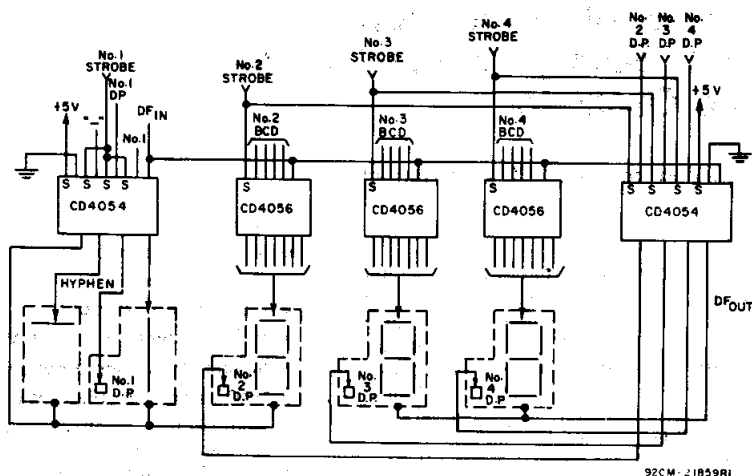 No.1
STROBE
No.1
DP
+5V
"-"
DF IN
No.1
No.2
STROBE
No.2
BCD
No.3
STROBE
No.3
BCD
No.4
STROBE
No.4
BCD
No.
2
D.P.
No.
3
D.P.
No.
4
D.P
+5V
S S S S
CD4054
S
CD4056
S
CD4056
S
CD4056
S S S S S
CD4054
HYPHEN
DF OUT
No.1
D.P.
No.
2
D.P
No.
3
D.P.
No.
4
D.P.
92CM-21859R1